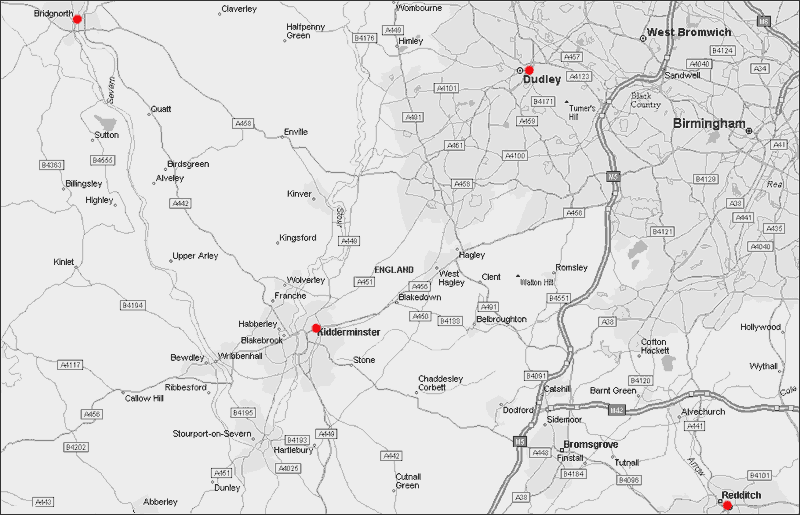 Bridgnorth
Claverley
Wombourne
M6
Halfpenny
Green
B4176
A449
Himley
West Bromwich
B4124
A457
A4040
A34
Dudley
A4123
Sandwell
Severn
A4101
B4171
Tumer's
Hill
Black
Country
Quatt
A491
A459
Birmingham
A458
Enville
Sutton
A461
A4100
A41
B4363
B4555
Birdsgreen
Alveley
M5
B4129
Rea
Billingsley
A458
Highley
Kinver
A442
Stour
A456
A38
A441
A435
B4121
A4040
Kingsford
A449
Upper Arley
Kinlet
Hagley
ENGLAND
West
Hagley
Clent
Romsley
Walton Hill
Wolverley
A451
A456
Franche
Blakedown
A491
B4551
B4194
A450
B4188
Belbroughton
A38
Habberley
Kidderminster
Hollywood
Blakebrook
Cotton
Hackett
Bewdley
Wribbenhall
Stone
A4117
Wythall
Ribbesford
Chaddesley
Corbett
B4091
B4120
Callow Hill
Catshill
Barnt Green
A456
B4195
Dodford
M42
Alvechurch
Sidemoor
A441
Stourport-on-Severn
B4193
A449
M5
Bromsgrove
B4202
Hartlebury
A448
Finstall
A442
Tutnall
Arrow
A4025
A451
B4184
B4096
B4101
Dunley
Cutnall
Green
A443
Abberley
A38
Redditch